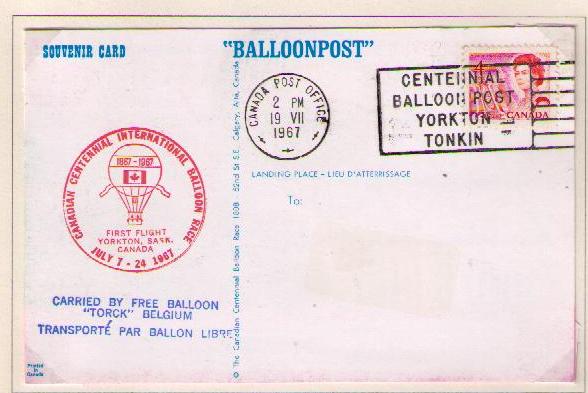 SOUVENIR CARD
"BALLOONPOST"
CANADA POST OFFICE
2 PM
19 VII
1967
CENTENNIAL
BALLOON POST
YORKTON
TONKIN
4
CANADA
LANDING PLACE - LIEU D'ATTERRISSAGE
To:
CANADIAN CENTENNIAL INTERNATIONAL BALLOON RACE
1867-1967
FIRST FLIGHT
YORKTON, SASK.
CANADA
JULY 7 - 24 1967
CARRIED BY FREE BALLOON
"TORCK" BELGIUM
TRANSPORTÉ PAR BALLON LIBRE
© The Canadian Centennial Balloon Race 1808 - 52nd St. S.E. Calgary, Alta, Canada
Printed
in
Canada